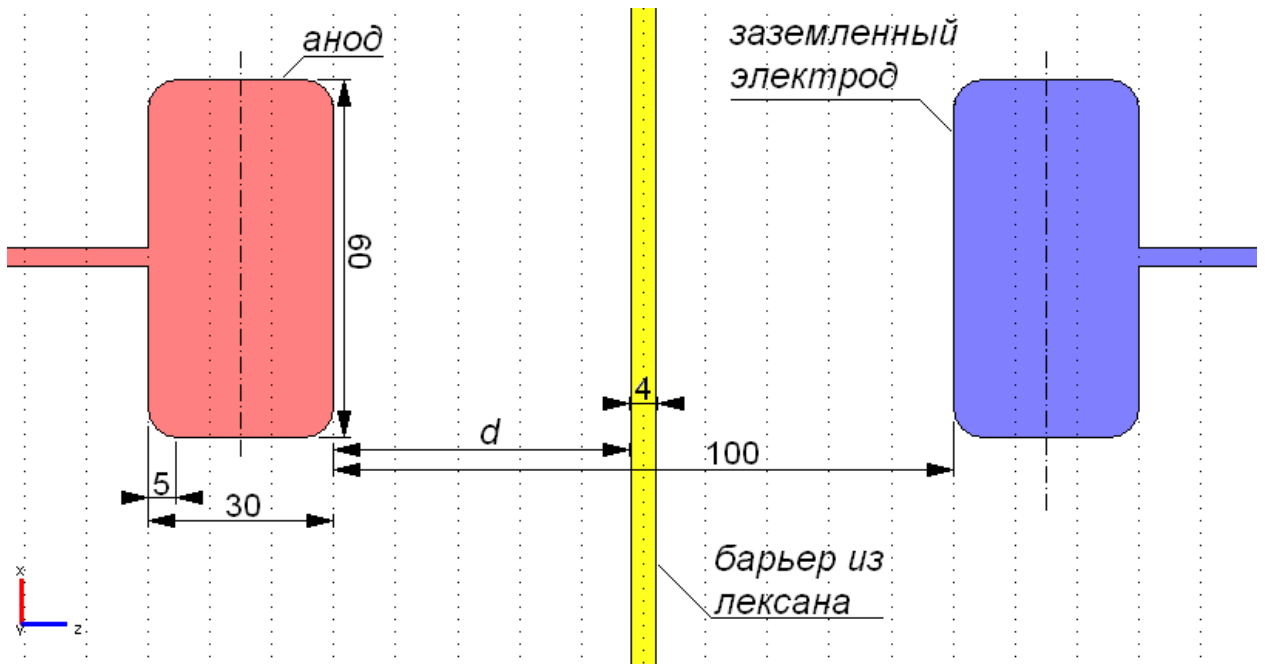 анод
заземленный
электрод
60
4
d
100
5
30
барьер из
лексана
x
y
z